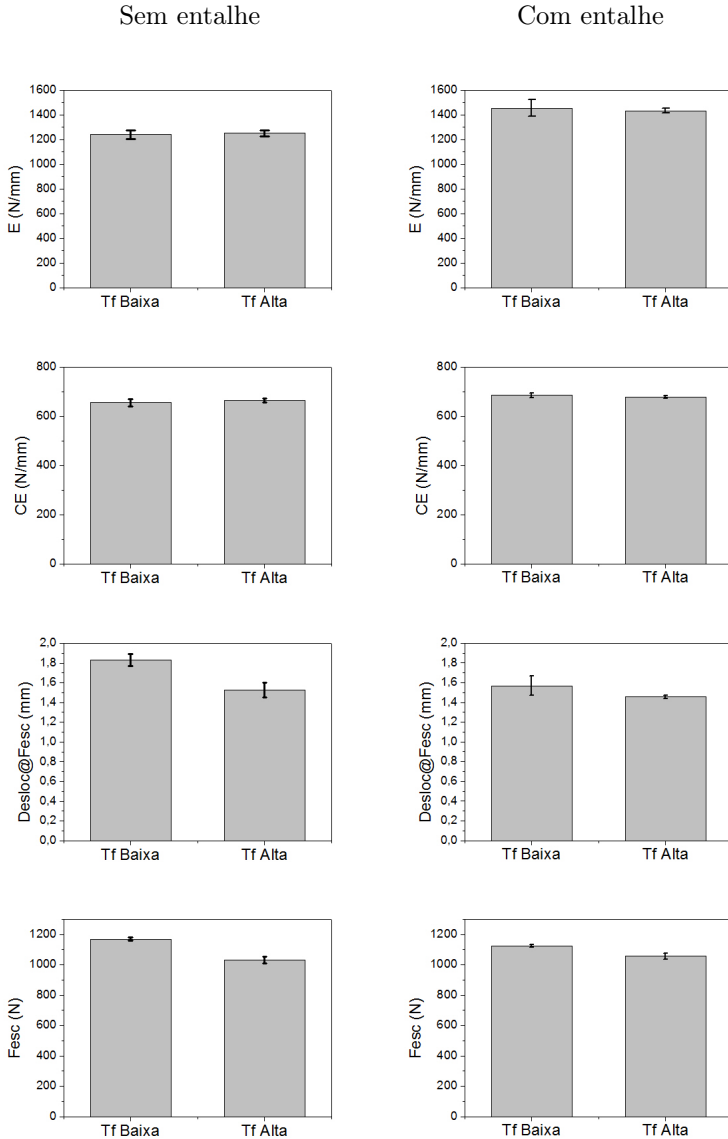 Sem entalhe
Com entalhe
1600
1400
1200
1000
800
600
400
200
0
E (N/mm)
Tf Baixa
Tf Alta
1600
1400
1200
1000
800
600
400
200
0
E (N/mm)
Tf Baixa
Tf Alta
800
600
400
200
0
CE (N/mm)
Tf Baixa
Tf Alta
800
600
400
200
0
CE (N/mm)
Tf Baixa
Tf Alta
2,0
1,8
1,6
1,4
1,2
1,0
0,8
0,6
0,4
0,2
0,0
Desloc@Fesc (mm)
Tf Baixa
Tf Alta
2,0
1,8
1,6
1,4
1,2
1,0
0,8
0,6
0,4
0,2
0,0
Desloc@Fesc (mm)
Tf Baixa
Tf Alta
1200
1000
800
600
400
200
0
Fesc (N)
Tf Baixa
Tf Alta
1200
1000
800
600
400
200
0
Fesc (N)
Tf Baixa
Tf Alta